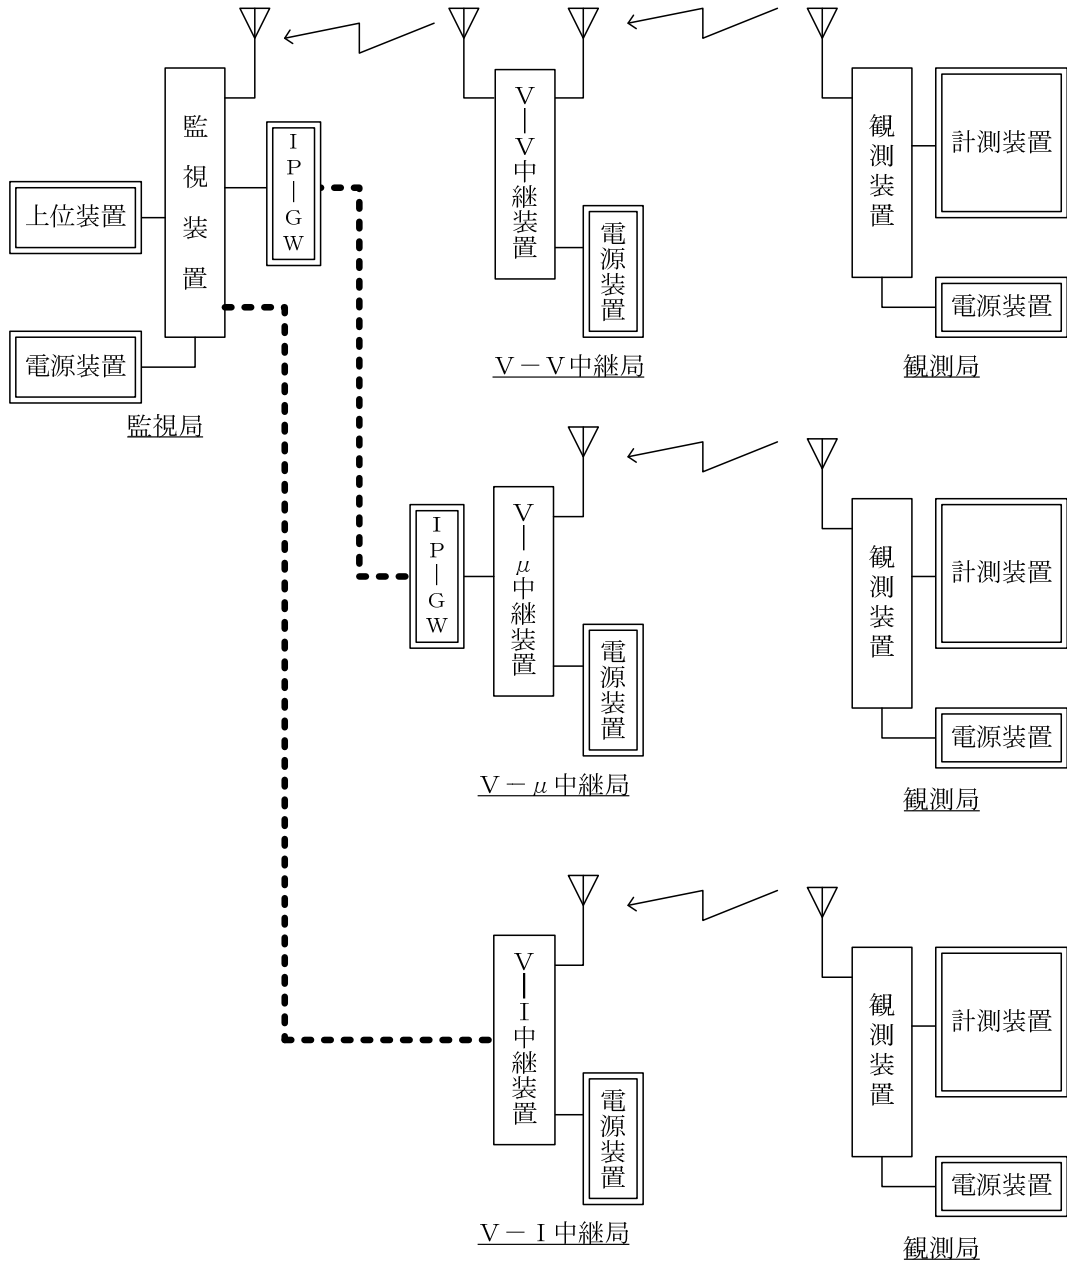 監視装置
IP－GW
上位装置
電源装置
監視局
V－V中継装置
電源装置
V－V中継局
観測装置
計測装置
電源装置
観測局
IP－GW
V－μ中継装置
電源装置
V－μ中継局
観測装置
計測装置
電源装置
観測局
V－I中継装置
電源装置
V－I中継局
観測装置
計測装置
電源装置
観測局